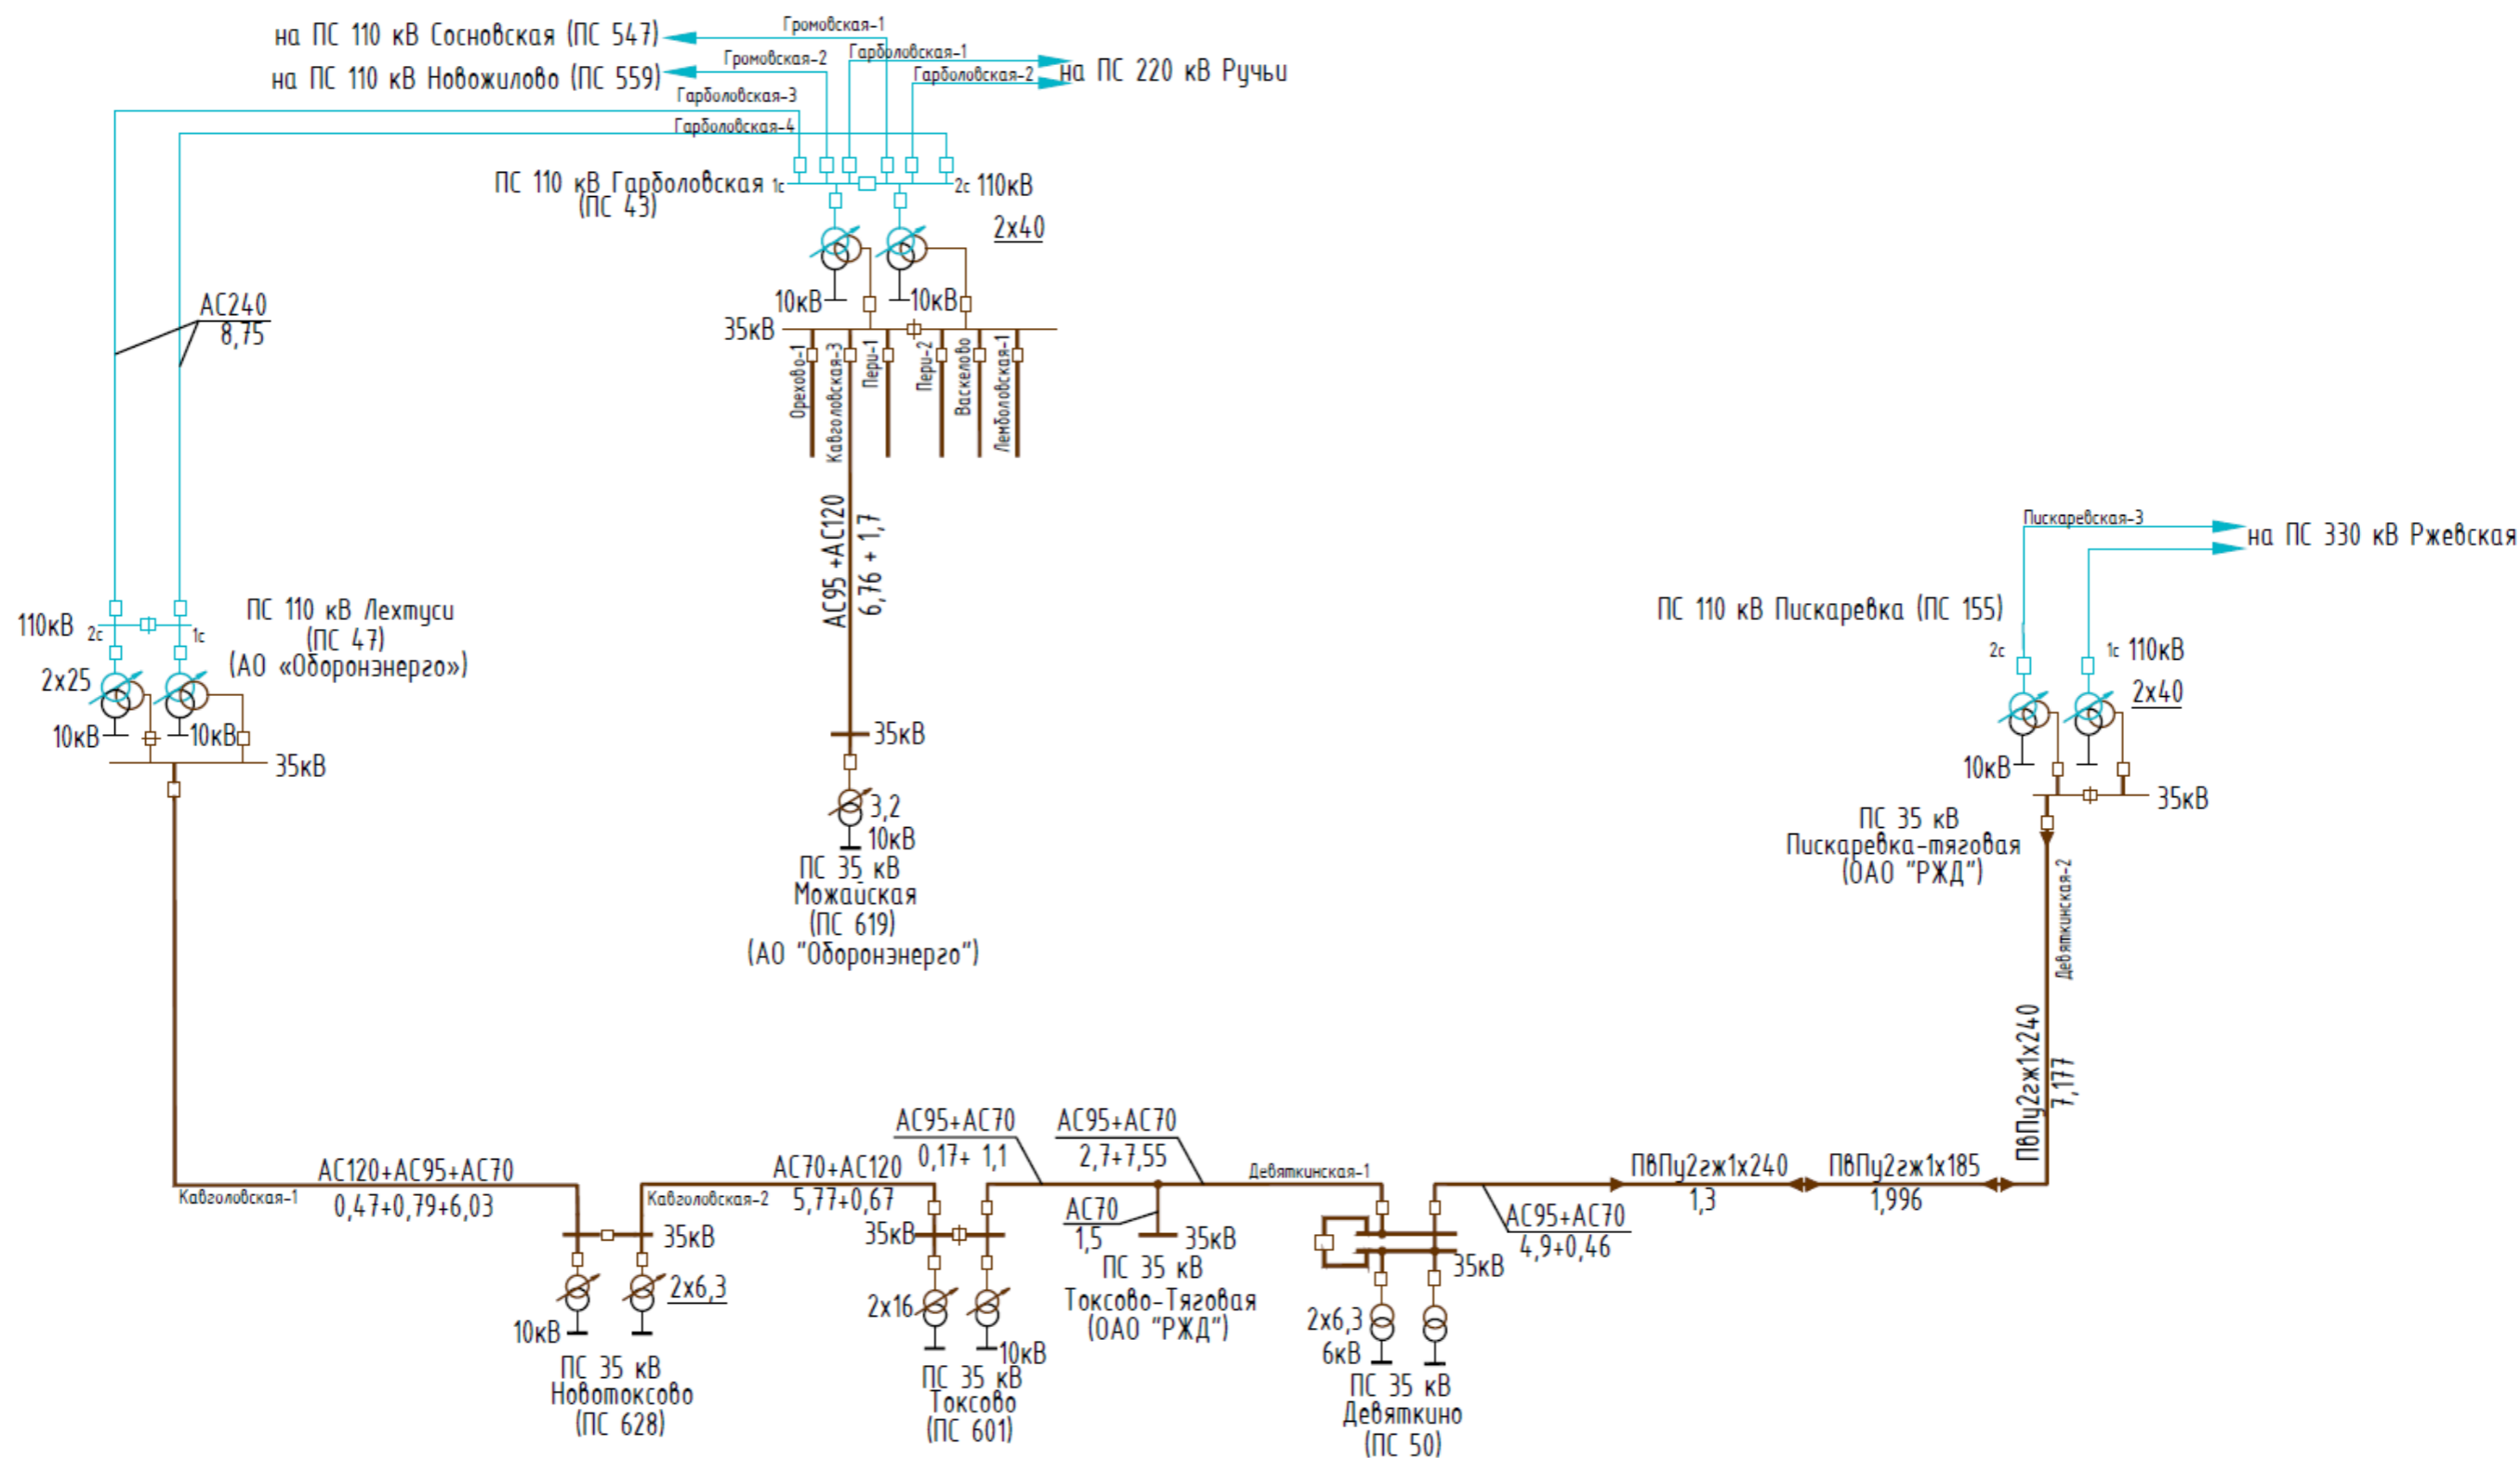 Громовская-1
на ПС 110 кВ Сосновская (ПС 547)
Громовская-2
Гарболовская-1
на ПС 110 кВ Новожилово (ПС 559)
Гарболовская-2
на ПС 220 кВ Ручьи
Гарболовская-3
Гарболовская-4
ПС 110 кВ Гарболовская
(ПС 43)
1с
2с
110кВ
2х40
10кВ
10кВ
35кВ
Орехово-1
Кавголовская-3
Пери-1
Пери-2
Васкелово
Лемболовская-1
АС240
8,75
АС95 +АС120
6,76 + 1,7
35кВ
3,2
10кВ
ПС 35 кВ
Можайская
(ПС 619)
(АО "Оборонэнерго")
110кВ
2с
1с
ПС 110 кВ Лехтуси
(ПС 47)
(АО «Оборонэнерго»)
2х25
10кВ
10кВ
35кВ
Пискаревская-3
на ПС 330 кВ Ржевская
ПС 110 кВ Пискаревка (ПС 155)
2с
1с
110кВ
2х40
10кВ
35кВ
ПС 35 кВ
Пискаревка-тяговая
(ОАО "РЖД")
Девяткинская-2
ПвПу2гж1х240
7,177
Кавголовская-1
АС120+АС95+АС70
0,47+0,79+6,03
35кВ
2х6,3
10кВ
ПС 35 кВ
Новотоксово
(ПС 628)
Кавголовская-2
АС70+АС120
5,77+0,67
35кВ
2х16
10кВ
ПС 35 кВ
Токсово
(ПС 601)
АС95+АС70
0,17+ 1,1
АС95+АС70
2,7+7,55
АС70
1,5
35кВ
ПС 35 кВ
Токсово-Тяговая
(ОАО "РЖД")
Девяткинская-1
35кВ
2х6,3
6кВ
ПС 35 кВ
Девяткино
(ПС 50)
АС95+АС70
4,9+0,46
ПвПу2гж1х240
1,3
ПвПу2гж1х185
1,996